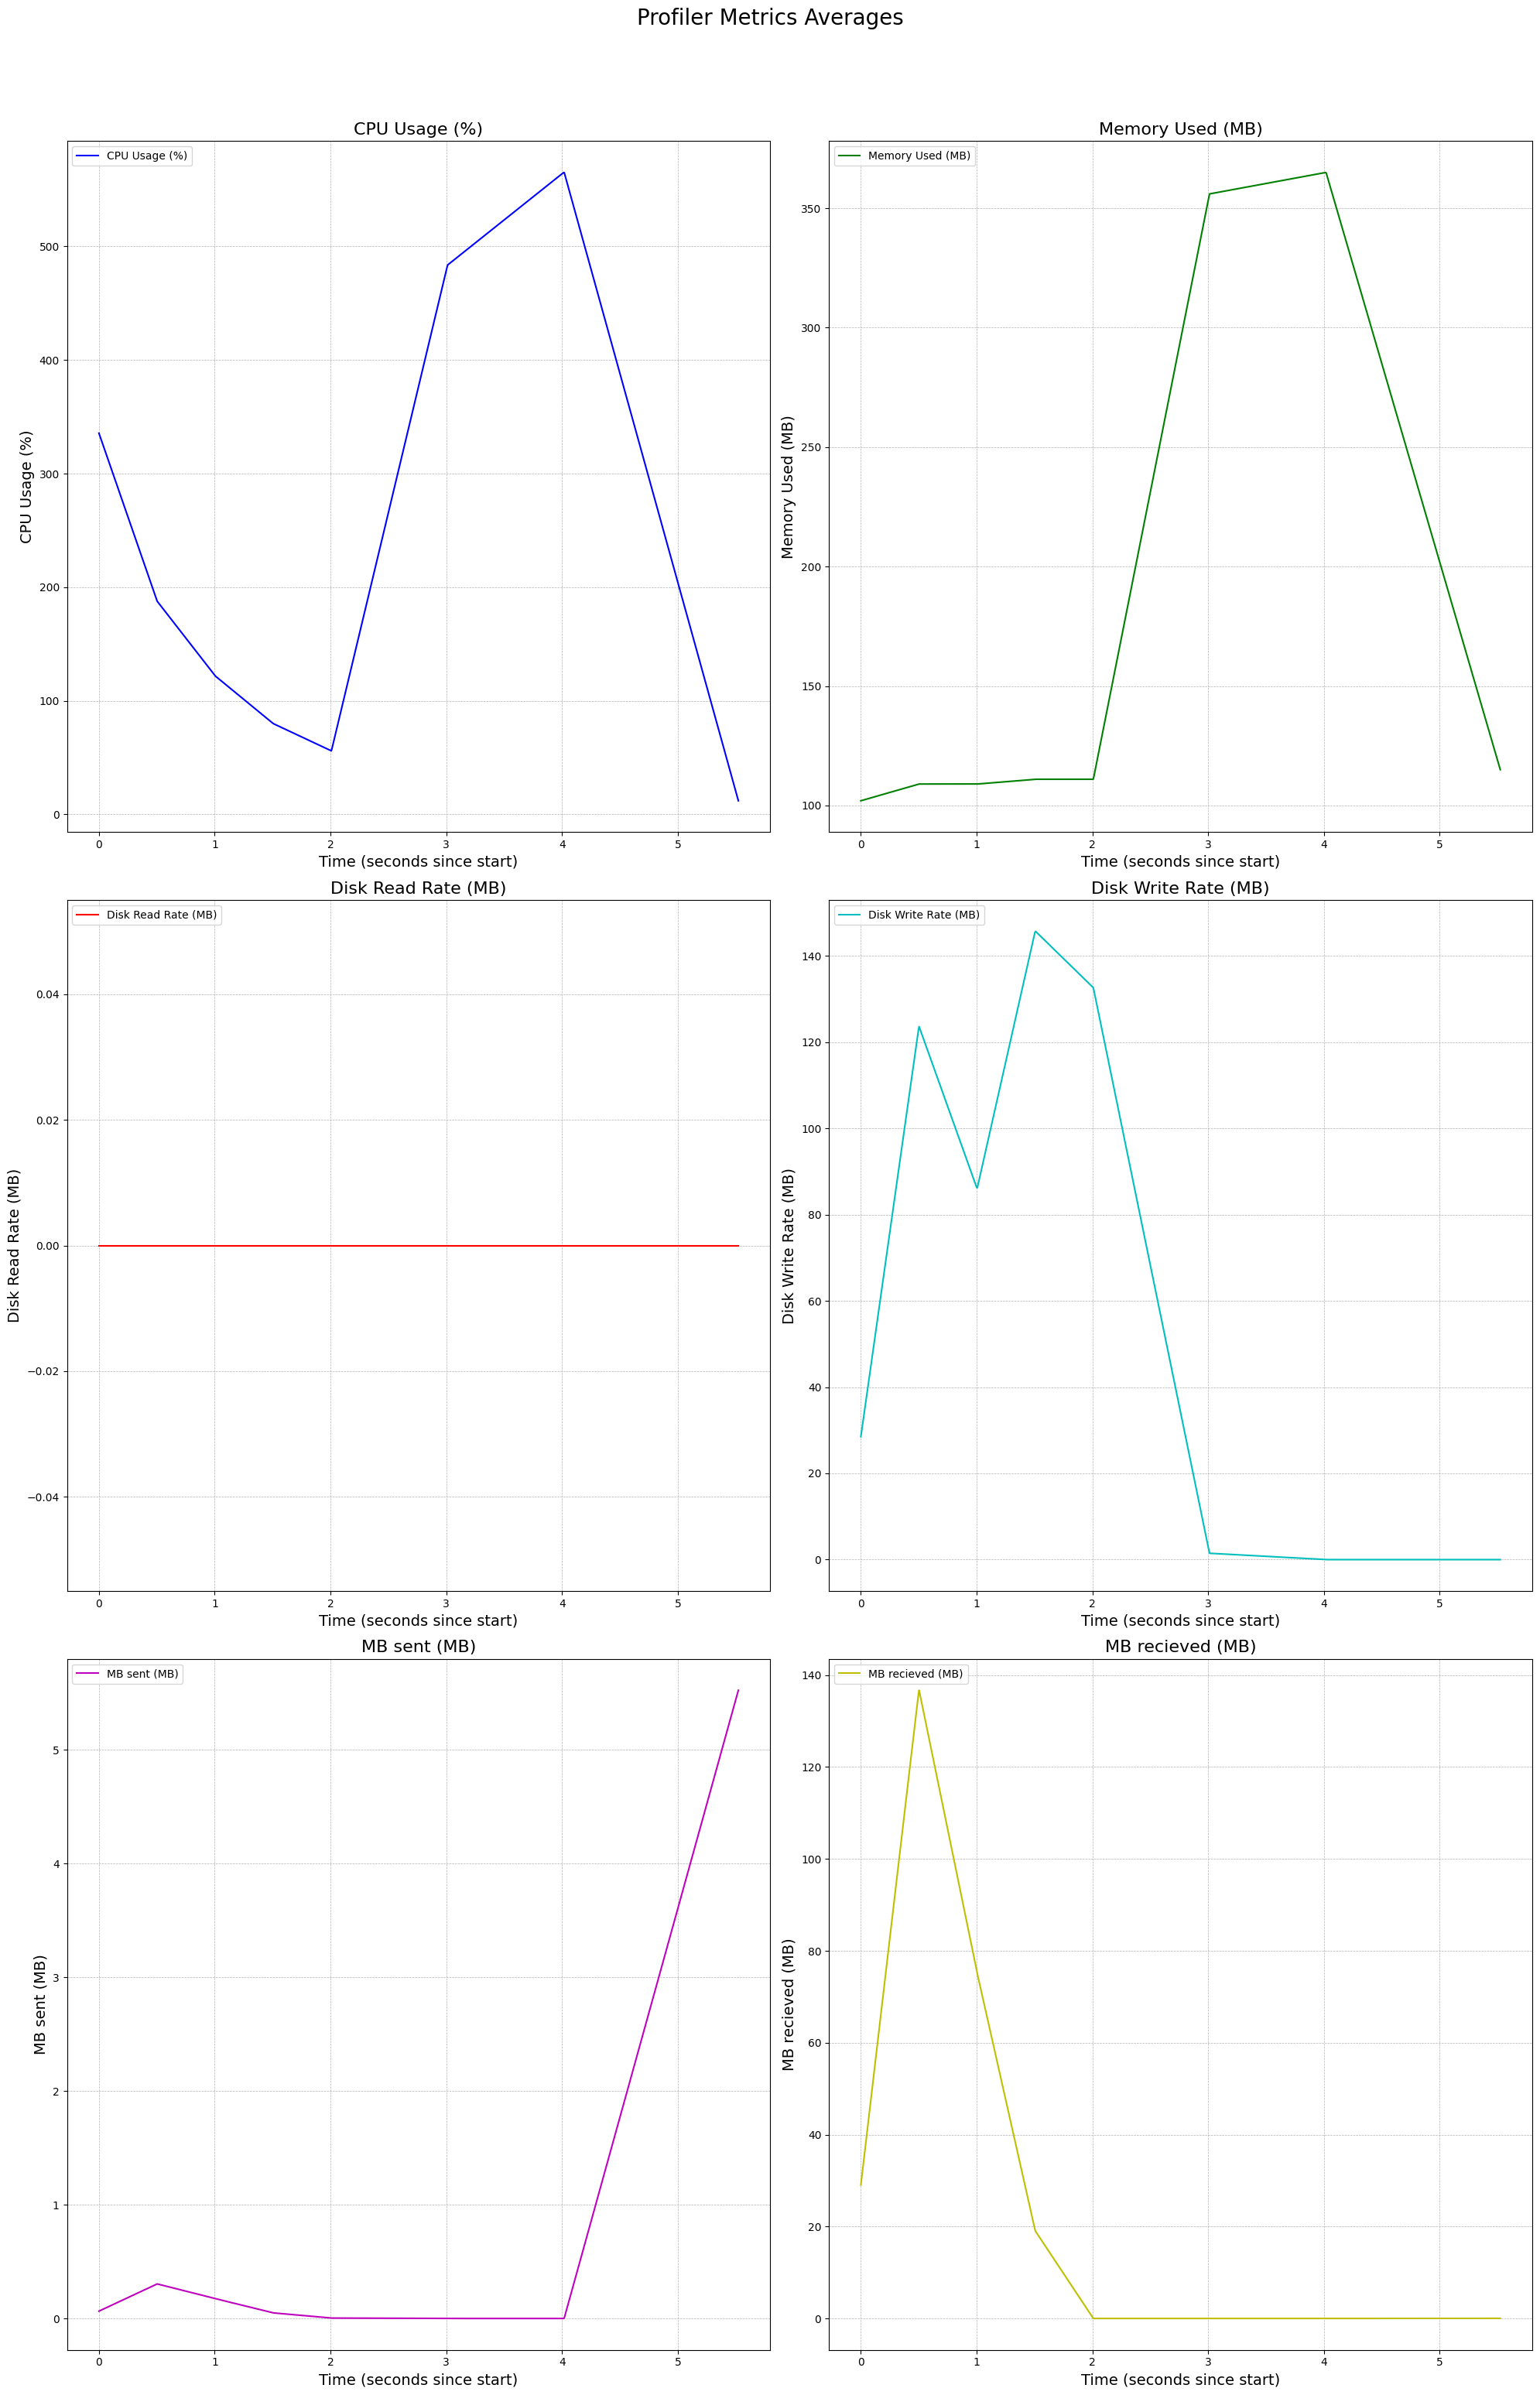 Profiler Metrics Averages
CPU Usage (%)
CPU Usage (%)
CPU Usage (%)
500
400
300
200
100
0
0 1 2 3 4 5
Time (seconds since start)
Memory Used (MB)
Memory Used (MB)
Memory Used (MB)
350
300
250
200
150
100
0 1 2 3 4 5
Time (seconds since start)
Disk Read Rate (MB)
Disk Read Rate (MB)
Disk Read Rate (MB)
0.04
0.02
0.00
−0.02
−0.04
0 1 2 3 4 5
Time (seconds since start)
Disk Write Rate (MB)
Disk Write Rate (MB)
Disk Write Rate (MB)
140
120
100
80
60
40
20
0
0 1 2 3 4 5
Time (seconds since start)
MB sent (MB)
MB sent (MB)
MB sent (MB)
5
4
3
2
1
0
0 1 2 3 4 5
Time (seconds since start)
MB recieved (MB)
MB recieved (MB)
MB recieved (MB)
140
120
100
80
60
40
20
0
0 1 2 3 4 5
Time (seconds since start)